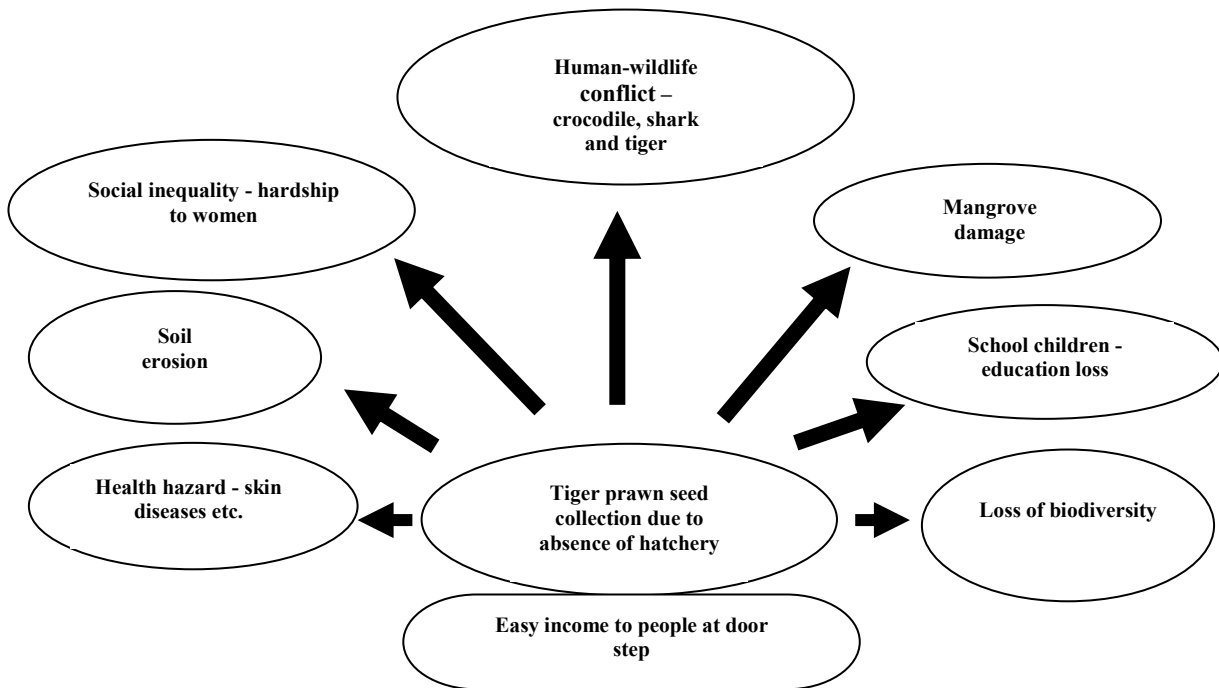 Human-wildlife
conflict –
crocodile, shark
and tiger
Social inequality - hardship
to women
Mangrove
damage
Soil
erosion
School children -
education loss
Health hazard - skin
diseases etc.
Tiger prawn seed
collection due to
absence of hatchery
Loss of biodiversity
Easy income to people at door
step